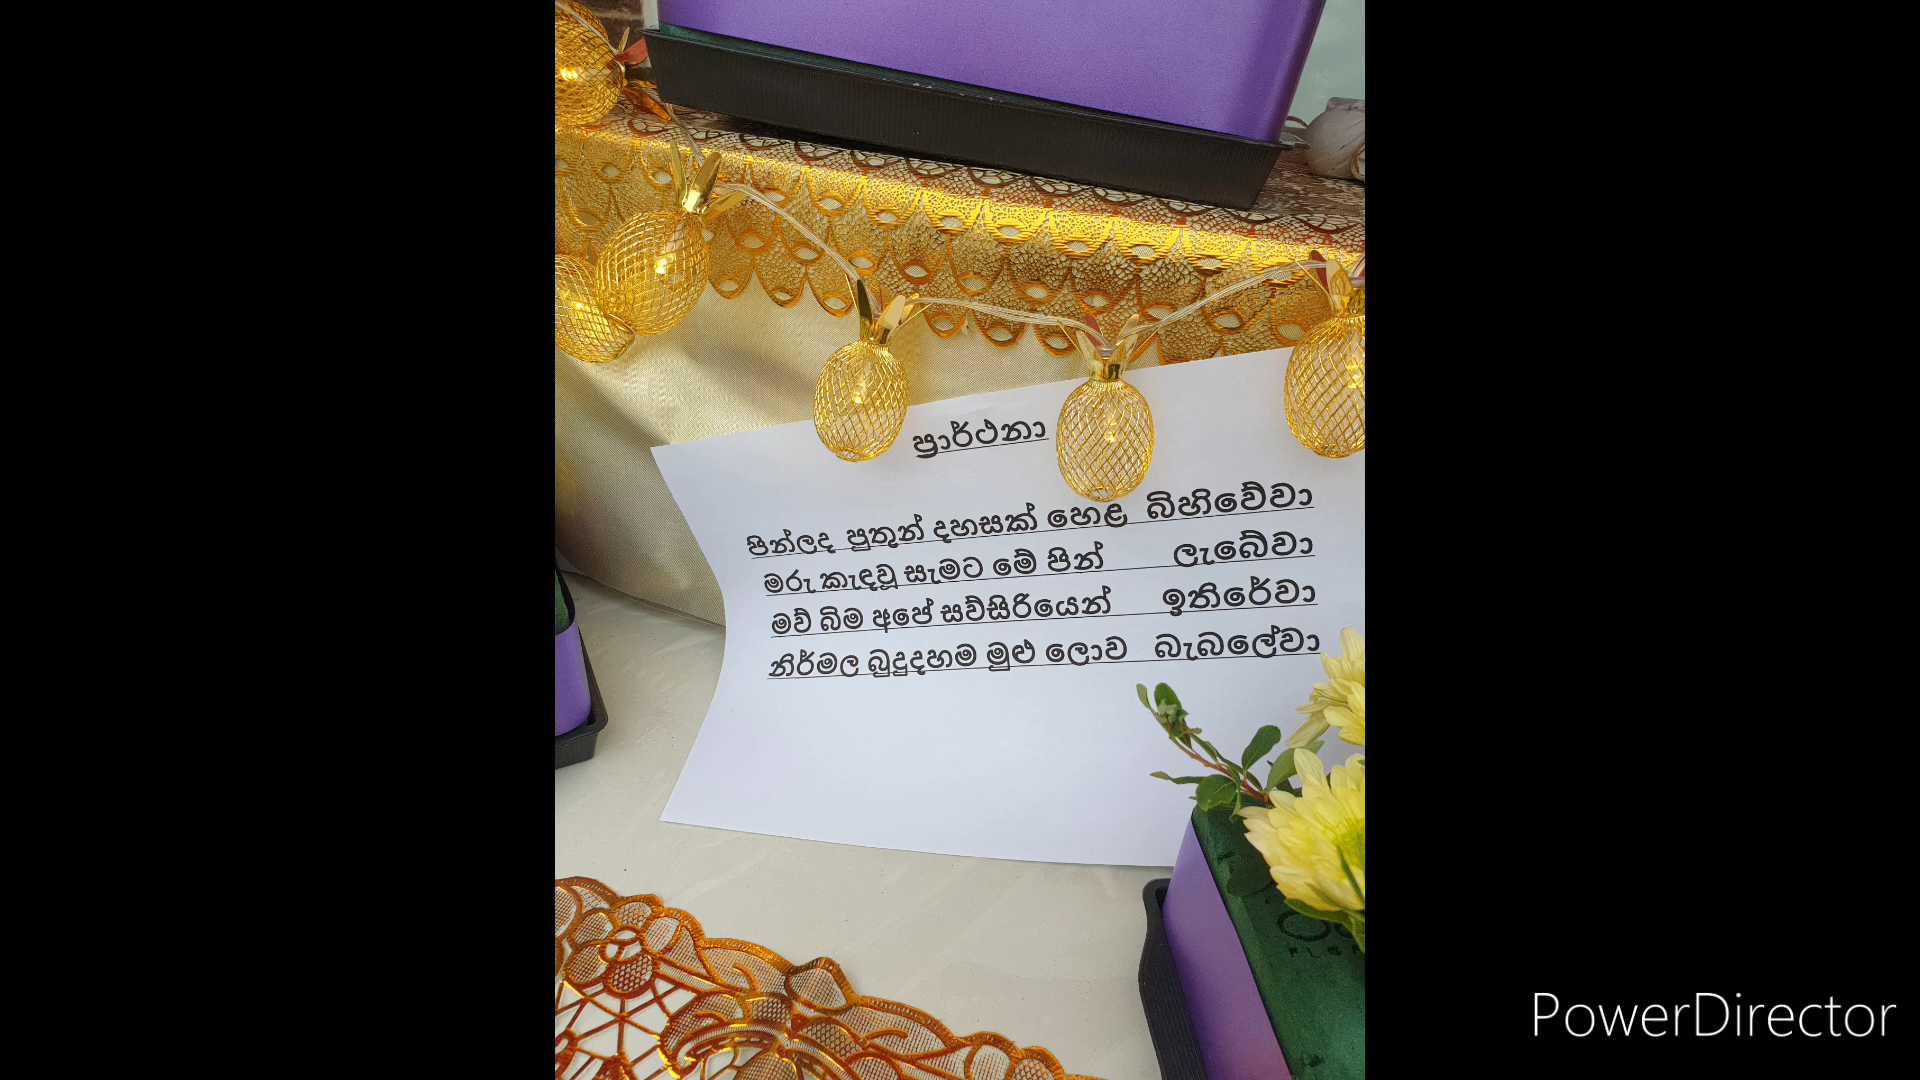 ප්‍රාර්ථනා
පින්ලද පුතුන් දහසක් හෙළ බිහිවේවා
මරු කැඳවූ සැමට මේ පින් ලැබේවා
මව් බිම අපේ සව්සිරියෙන් ඉතිරේවා
නිර්මල බුදුදහම මුළු ලොව බැබලේවා
PowerDirector